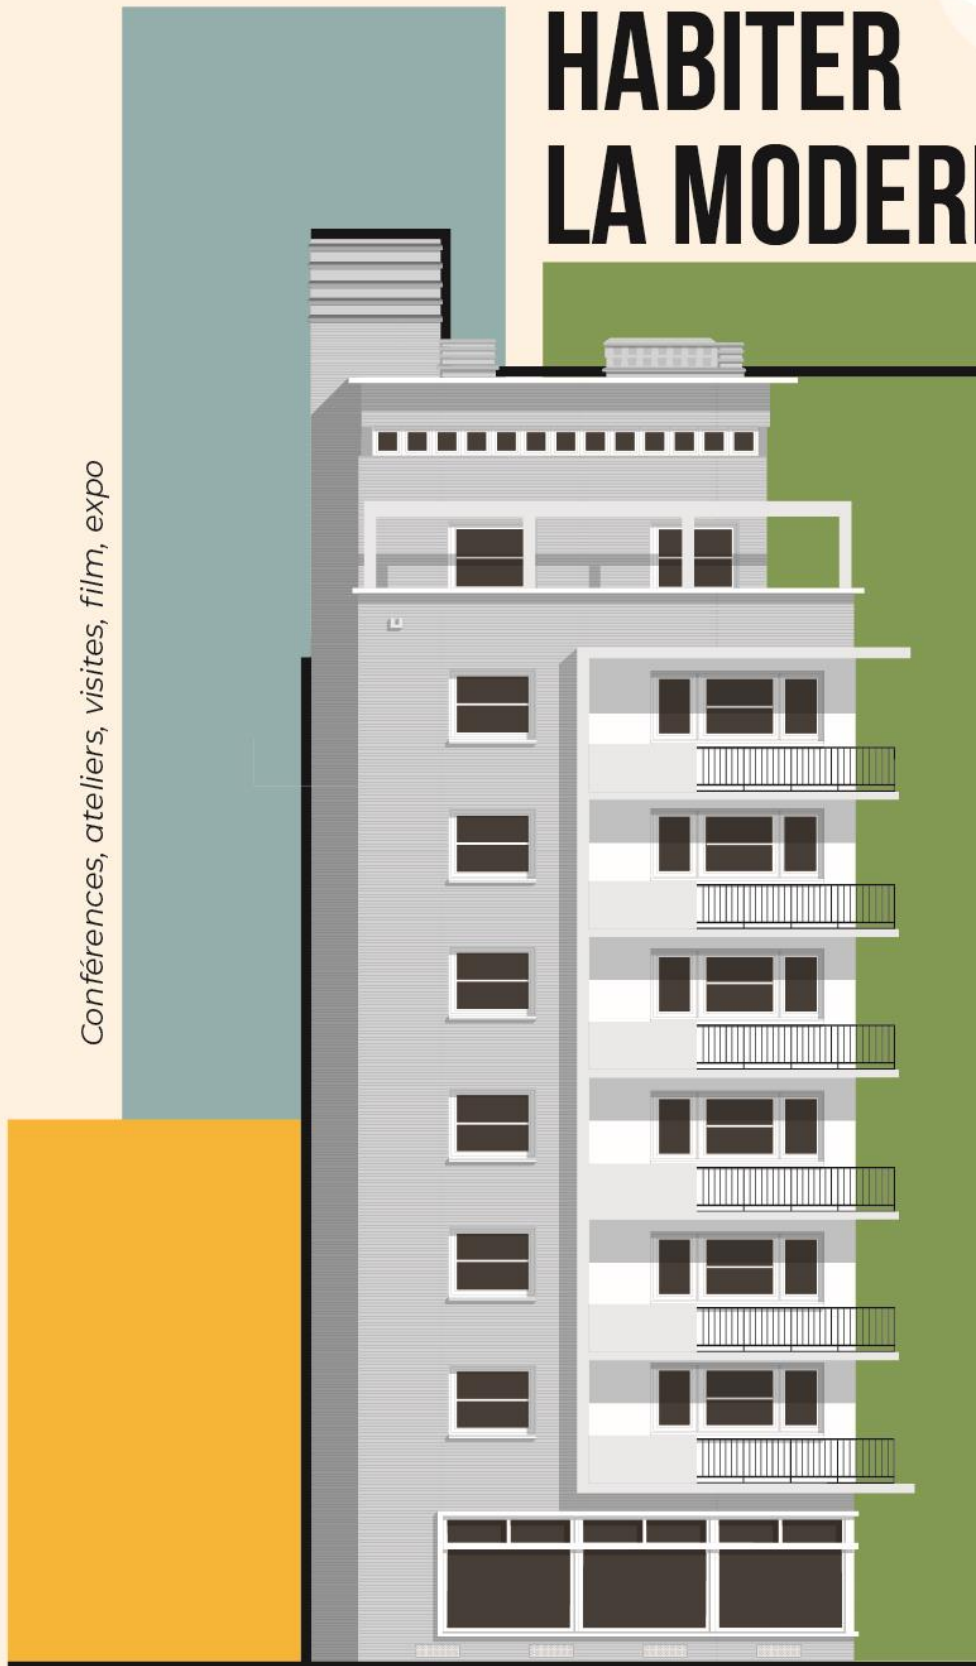 HABITER
LA MODER
Conférences, ateliers, visites, film, expo